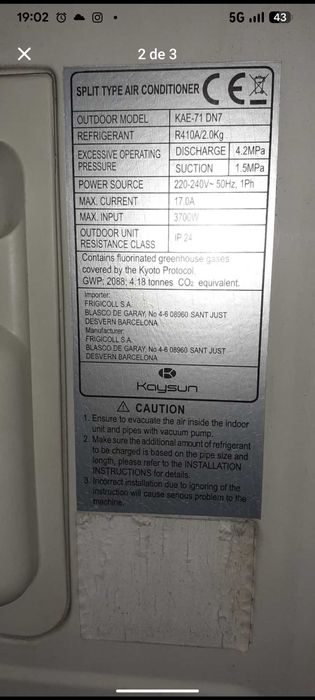 19:02
5G 43
2 de 3
SPLIT TYPE AIR CONDITIONER CE
OUTDOOR MODEL KAE-71 DN7
REFRIGERANT R410A/2.0Kg
EXCESSIVE OPERATING PRESSURE DISCHARGE 4.2MPa
SUCTION 1.5MPa
POWER SOURCE 220-240V~ 50Hz, 1Ph
MAX. CURRENT 17.0A
MAX. INPUT 3700W
OUTDOOR UNIT
RESISTANCE CLASS IP 24
Contains fluorinated greenhouse gases
covered by the Kyoto Protocol.
GWP: 2088; 4.18 tonnes CO₂ equivalent.
Importer:
FRIGICOLL S.A.
BLASCO DE GARAY, No 4-6 08960 SANT JUST
DESVERN BARCELONA
Manufacturer:
FRIGICOLL S.A.
BLASCO DE GARAY, No 4-6 08960 SANT JUST
DESVERN BARCELONA
Kaysun
CAUTION
1. Ensure to evacuate the air inside the indoor
unit and pipes with vacuum pump.
2. Make sure the additional amount of refrigerant
to be charged is based on the pipe size and
length, please refer to the INSTALLATION
INSTRUCTIONS for details.
3. Incorrect installation due to ignoring of the
instruction will cause serious problem to the
machine.